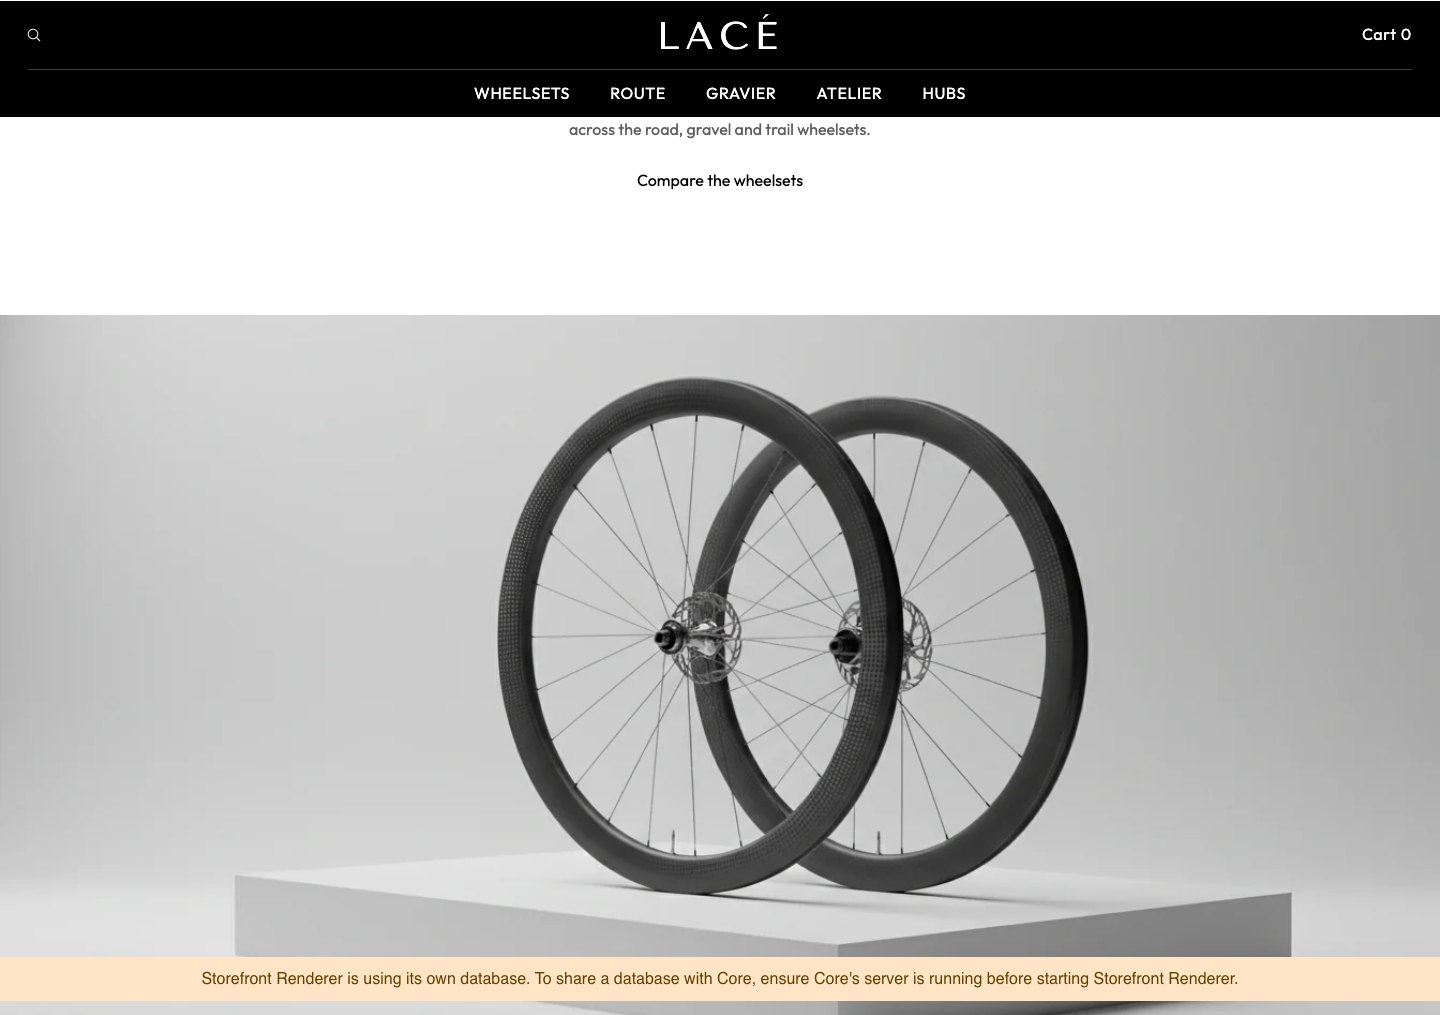 LACÉ
Cart 0
WHEELSETS ROUTE GRAVIER ATELIER HUBS
across the road, gravel and trail wheelsets.
Compare the wheelsets
Storefront Renderer is using its own database. To share a database with Core, ensure Core's server is running before starting Storefront Renderer.